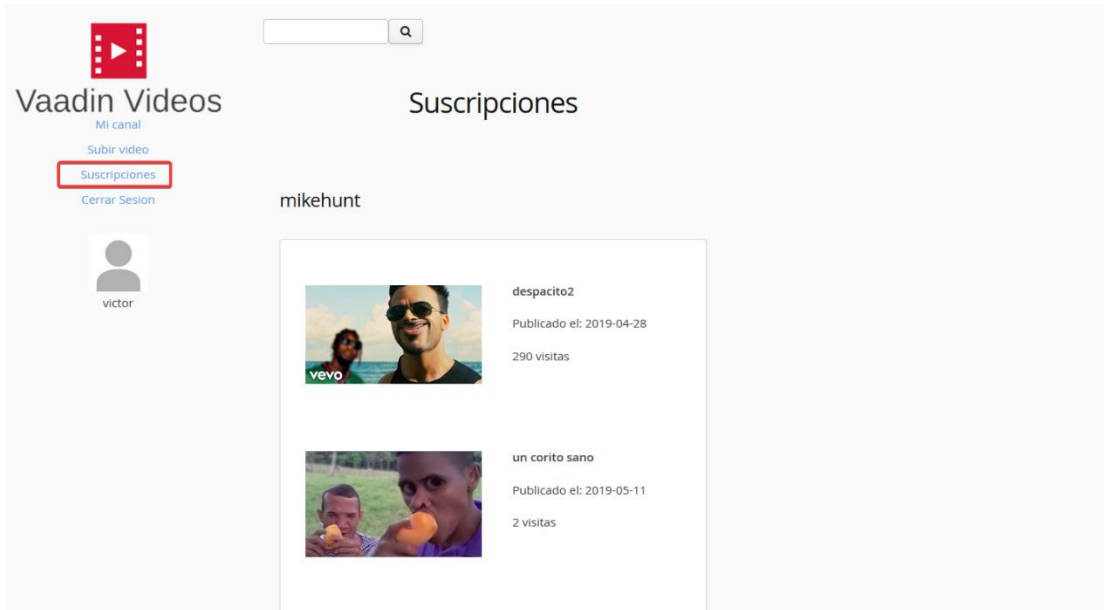 Vaadin Videos
Mi canal
Subir video
Suscripciones
Cerrar Sesion
victor
Suscripciones
mikehunt
despacito2
Publicado el: 2019-04-28
290 visitas
vevo
un corito sano
Publicado el: 2019-05-11
2 visitas